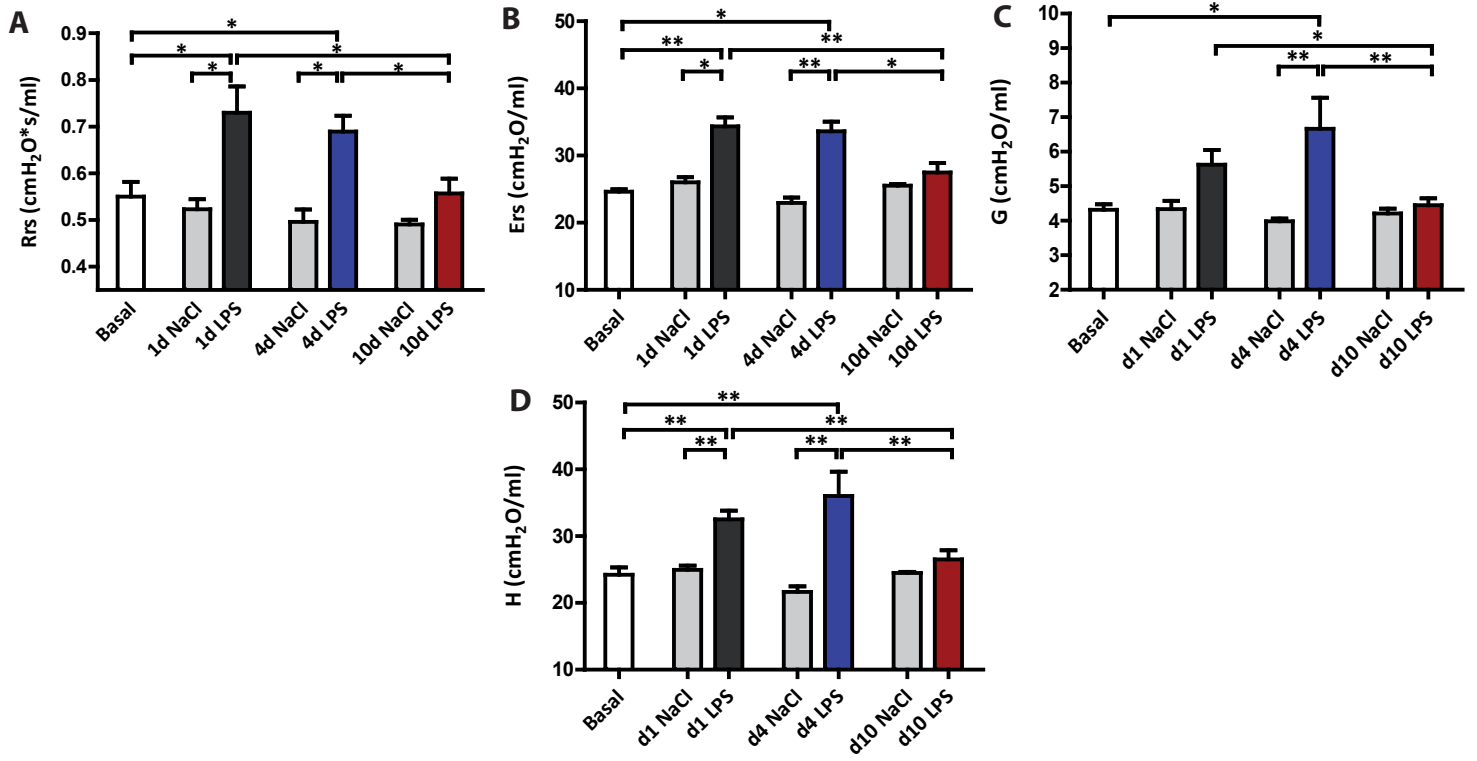 A
Rrs (cmH₂O*s/ml)
0.9
0.8
0.7
0.6
0.5
0.4
*
* *
* * *
Basal
1d NaCl
1d LPS
4d NaCl
4d LPS
10d NaCl
10d LPS
B
Ers (cmH₂O/ml)
50
40
30
20
10
*
** **
* ** *
Basal
1d NaCl
1d LPS
4d NaCl
4d LPS
10d NaCl
10d LPS
C
G (cmH₂O/ml)
10
9
8
7
6
5
4
3
2
*
*
** **
Basal
d1 NaCl
d1 LPS
d4 NaCl
d4 LPS
d10 NaCl
d10 LPS
D
H (cmH₂O/ml)
50
40
30
20
10
**
** **
** ** **
Basal
d1 NaCl
d1 LPS
d4 NaCl
d4 LPS
d10 NaCl
d10 LPS